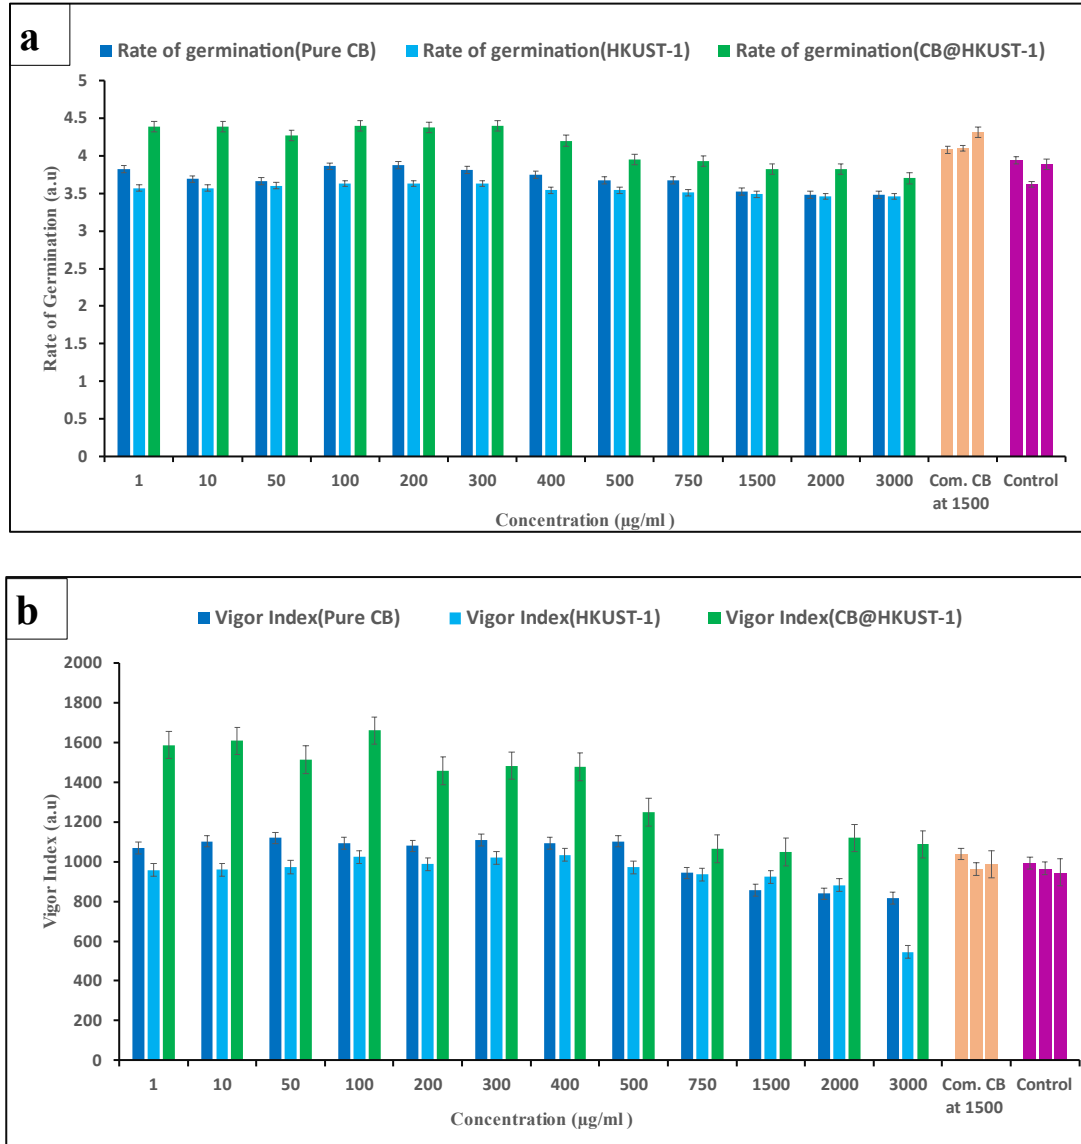 a
Rate of germination(Pure CB) Rate of germination(HKUST-1) Rate of germination(CB@HKUST-1)
Rate of Germination (a.u)
5
4.5
4
3.5
3
2.5
2
1.5
1
0.5
0
1 10 50 100 200 300 400 500 750 1500 2000 3000 Com. CB at 1500 Control
Concentration (µg/ml )
b
Vigor Index(Pure CB) Vigor Index(HKUST-1) Vigor Index(CB@HKUST-1)
Vigor Index (a.u)
2000
1800
1600
1400
1200
1000
800
600
400
200
0
1 10 50 100 200 300 400 500 750 1500 2000 3000 Com. CB at 1500 Control
Concentration (µg/ml )